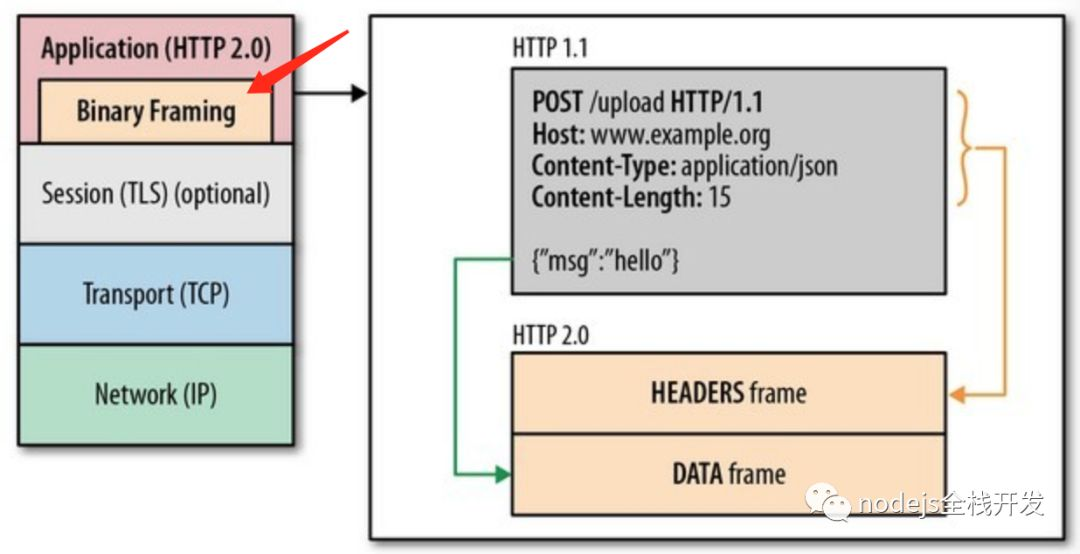 Application (HTTP 2.0)
Binary Framing
Session (TLS) (optional)
Transport (TCP)
Network (IP)
HTTP 1.1
POST /upload HTTP/1.1
Host: www.example.org
Content-Type: application/json
Content-Length: 15
{”msg”:”hello”}
HTTP 2.0
HEADERS frame
DATA frame
nodejs全栈开发